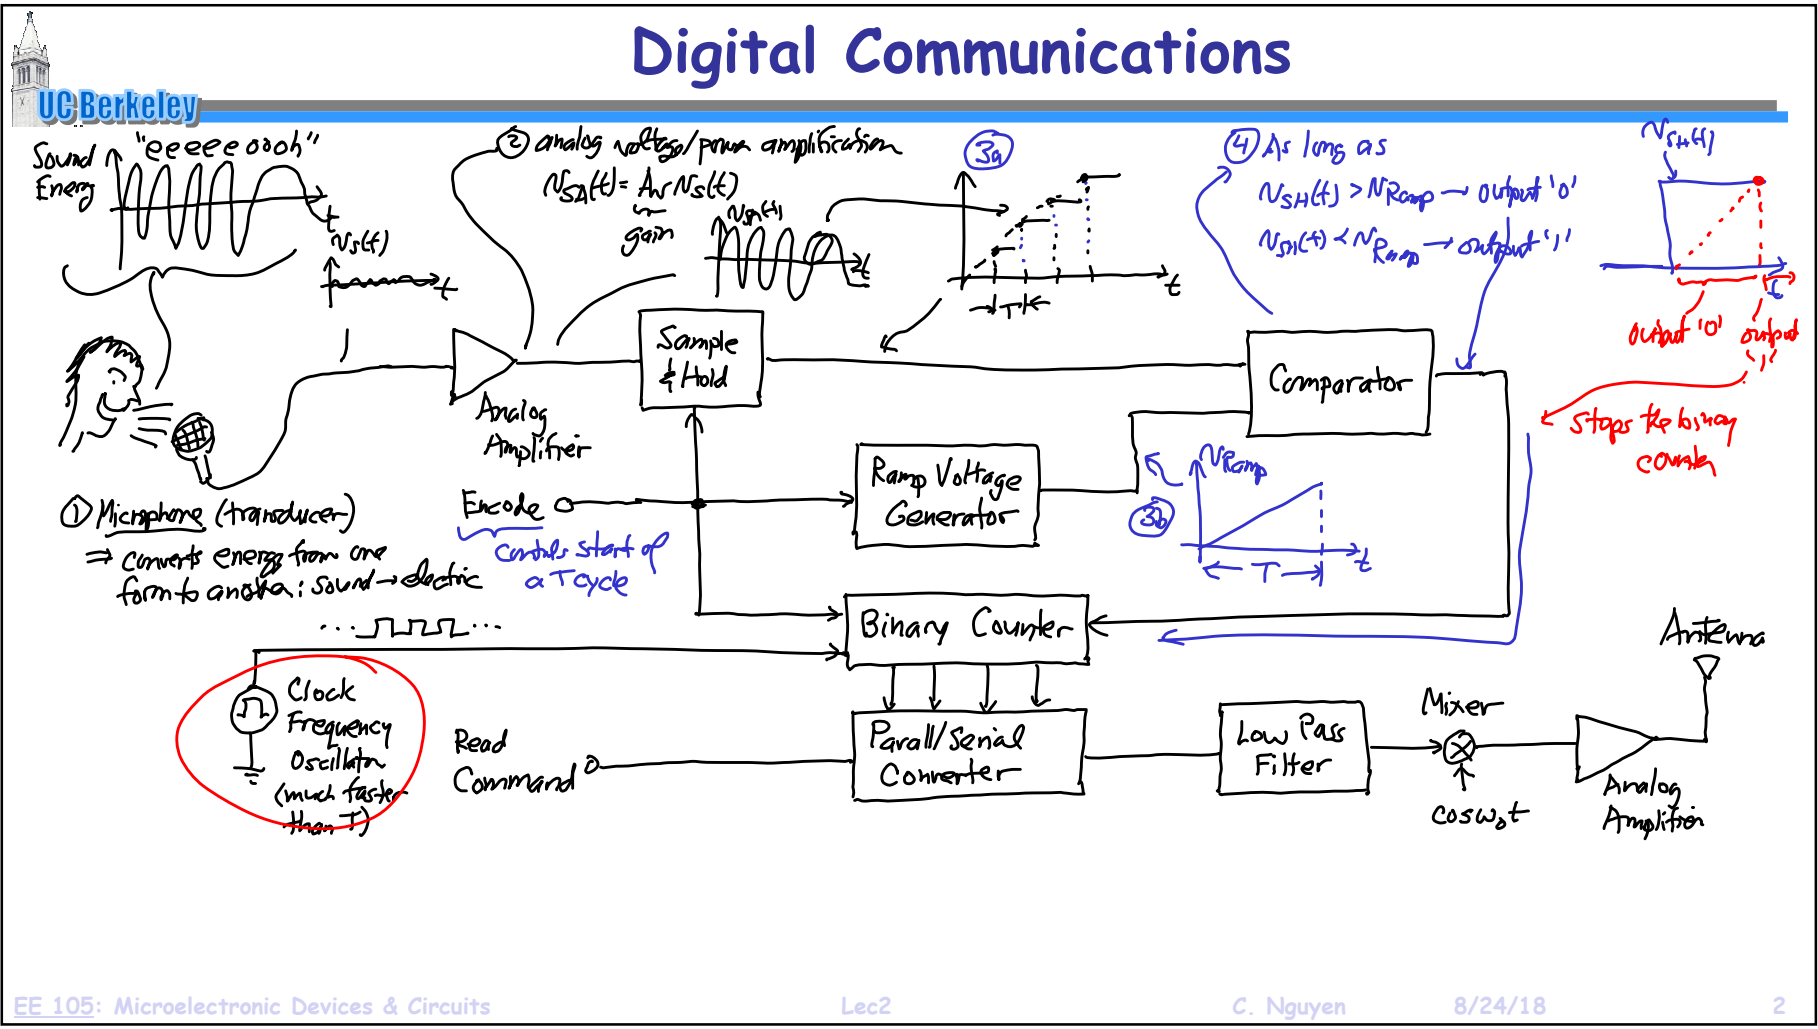 Digital Communications
UC Berkeley
Sound
Energy
"eeeee oooh"
t
vs(t)
t
② analog voltage/power amplification
vSA(t) = Av vs(t)
gain
vSA(t)
t
3a
T
t
④ As long as
vSH(t) > vRamp → output '0'
vSH(t) < vRamp → output '1'
vSH(t)
t
output '0'
output
'1'
stops the binary
counter
Sample
& Hold
Comparator
Analog
Amplifier
Ramp Voltage
Generator
vRamp
3b
T
t
① Microphone (transducer)
⇒ converts energy from one
form to another: sound → electric
Encode
controls start of
a T cycle
Binary Counter
Antenna
Clock
Frequency
Oscillator
(much faster
than T)
Read
Command
Parall/Serial
Converter
Low Pass
Filter
Mixer
cosω₀t
Analog
Amplifier
EE 105: Microelectronic Devices & Circuits
Lec2
C. Nguyen
8/24/18
2